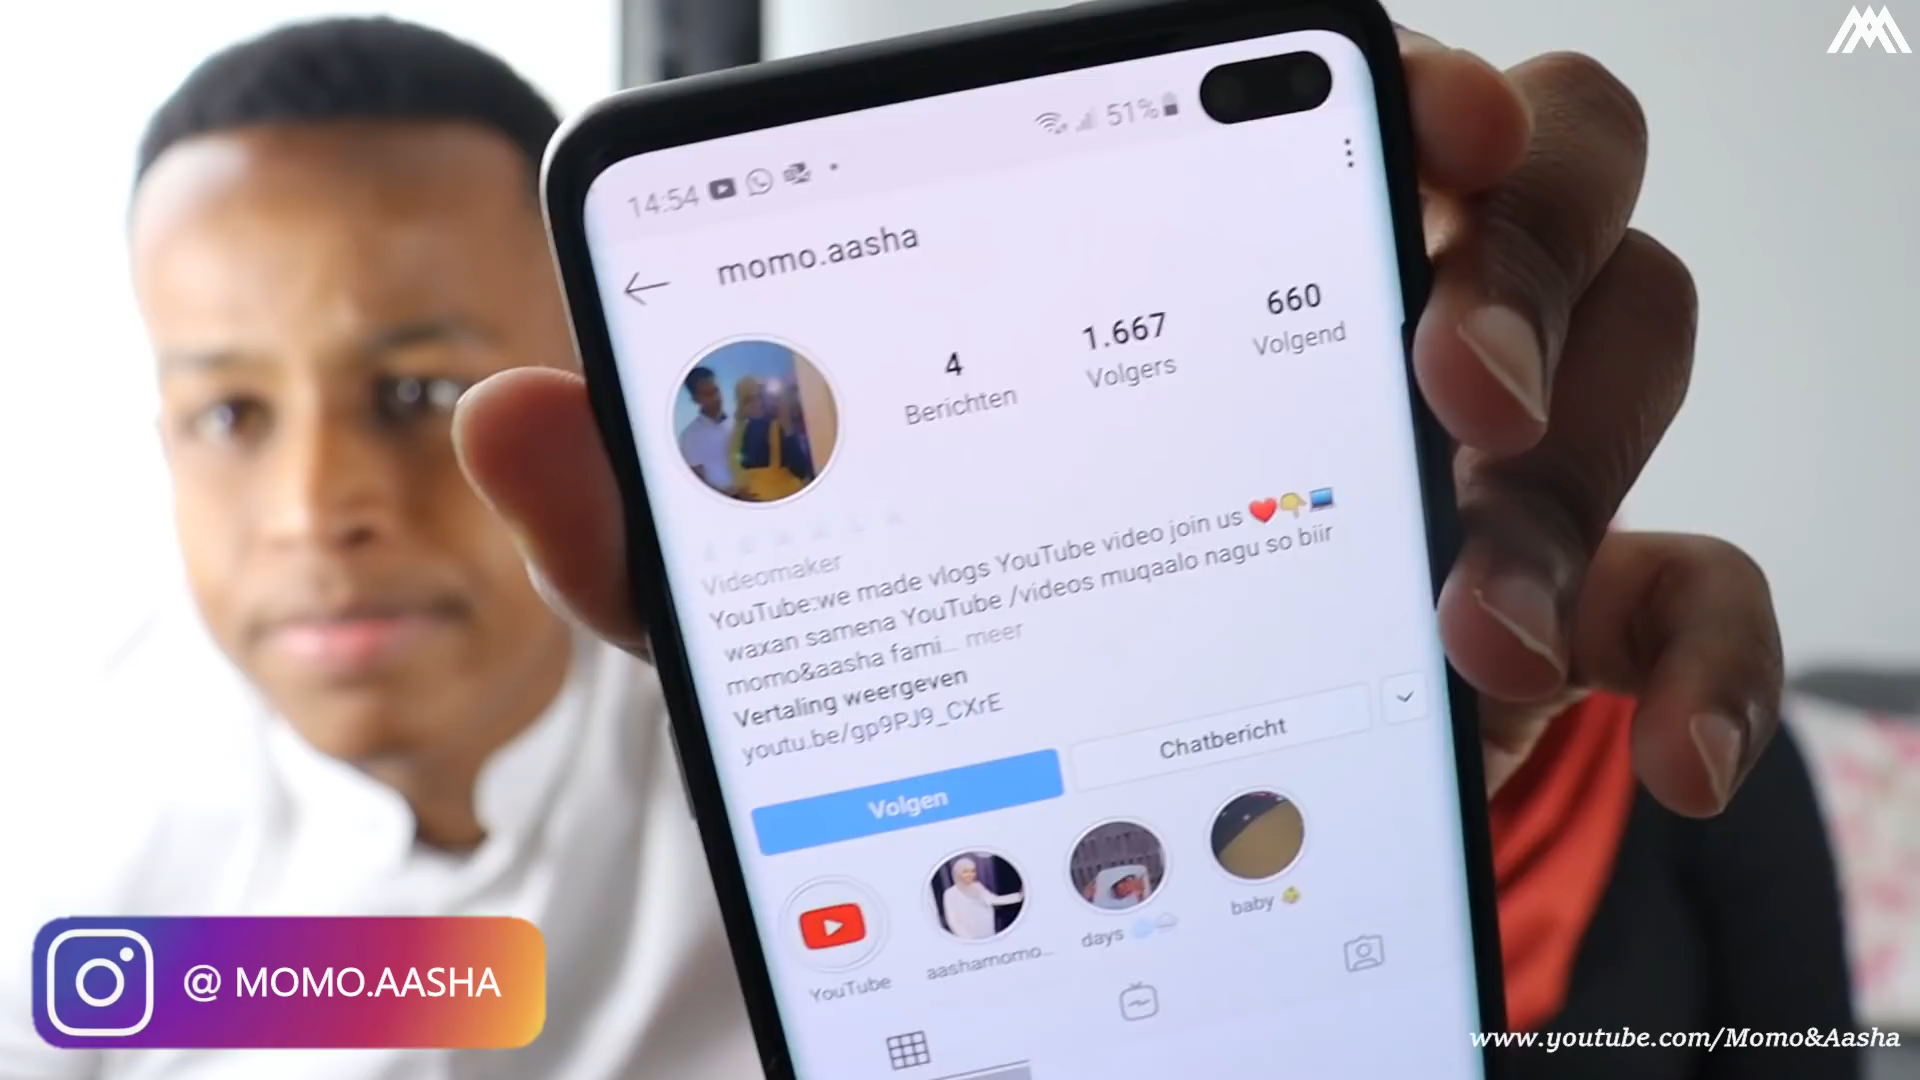 14:54
51%
momo.aasha
4
Berichten
1.667
Volgers
660
Volgend
Videomaker
YouTube:we made vlogs YouTube video join us ❤️👇💻
waxan samena YouTube /videos muqaalo nagu so biir
momo&aasha fami... meer
Vertaling weergeven
youtu.be/gp9PJ9_CXrE
Volgen
Chatbericht
YouTube
aashamomo...
days
baby
@ MOMO.AASHA
www.youtube.com/Momo&Aasha